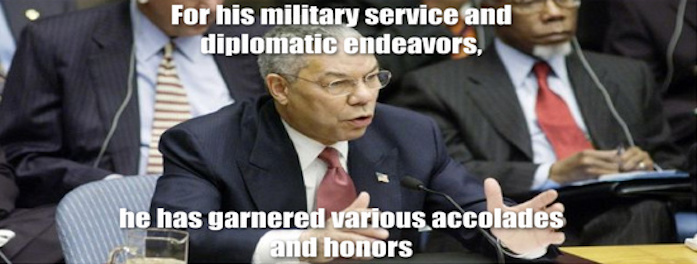 For his military service and
diplomatic endeavors,
he has garnered various accolades
and honors